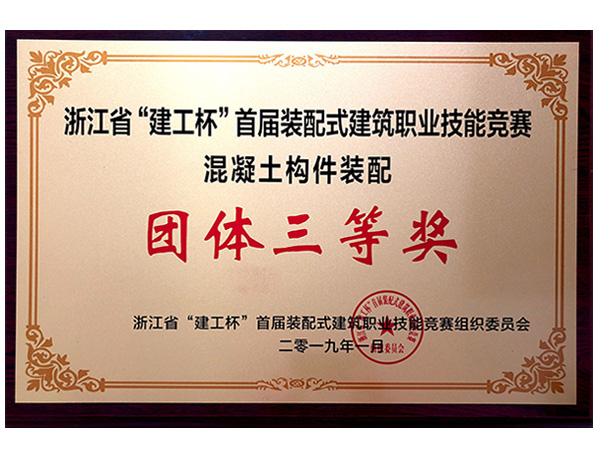 浙江省“建工杯”首届装配式建筑职业技能竞赛
混凝土构件装配
团体三等奖
浙江省“建工杯”首届装配式建筑职业技能竞赛组织委员会
二零一九年一月